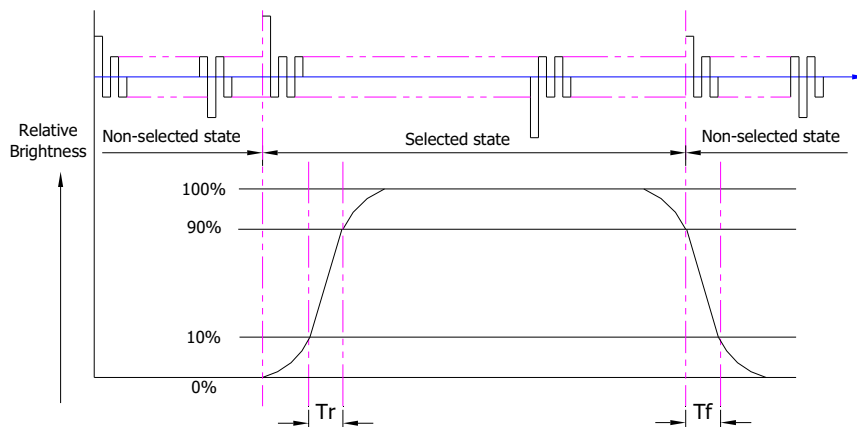 Relative
Brightness
Non-selected state
Selected state
Non-selected state
100%
90%
10%
0%
Tr
Tf